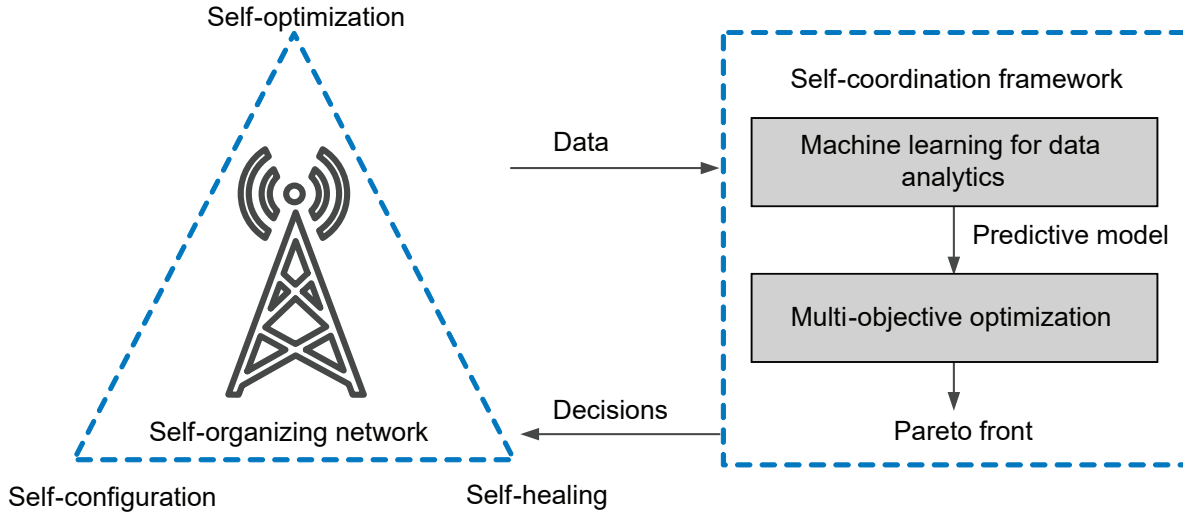 Self-optimization
Self-organizing network
Self-configuration
Self-healing
Data
Decisions
Self-coordination framework
Machine learning for data
analytics
Predictive model
Multi-objective optimization
Pareto front